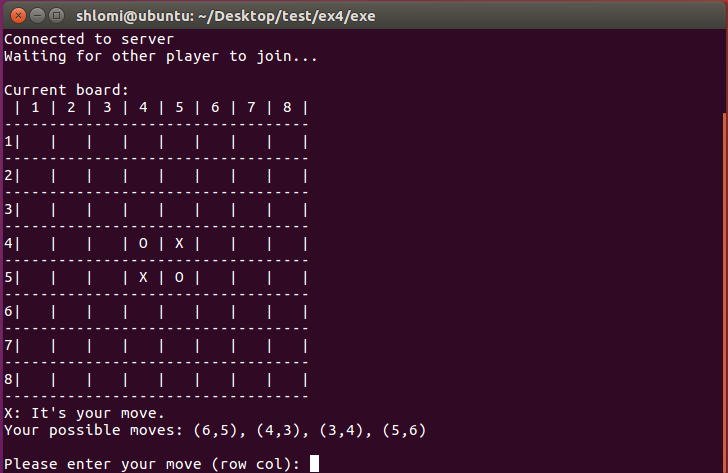 shlomi@ubuntu: ~/Desktop/test/ex4/exe
Connected to server
Waiting for other player to join...
Current board:
 | 1 | 2 | 3 | 4 | 5 | 6 | 7 | 8 |
----------------------------------
1|   |   |   |   |   |   |   |   |
----------------------------------
2|   |   |   |   |   |   |   |   |
----------------------------------
3|   |   |   |   |   |   |   |   |
----------------------------------
4|   |   |   | O | X |   |   |   |
----------------------------------
5|   |   |   | X | O |   |   |   |
----------------------------------
6|   |   |   |   |   |   |   |   |
----------------------------------
7|   |   |   |   |   |   |   |   |
----------------------------------
8|   |   |   |   |   |   |   |   |
----------------------------------
X: It's your move.
Your possible moves: (6,5), (4,3), (3,4), (5,6)
Please enter your move (row col):